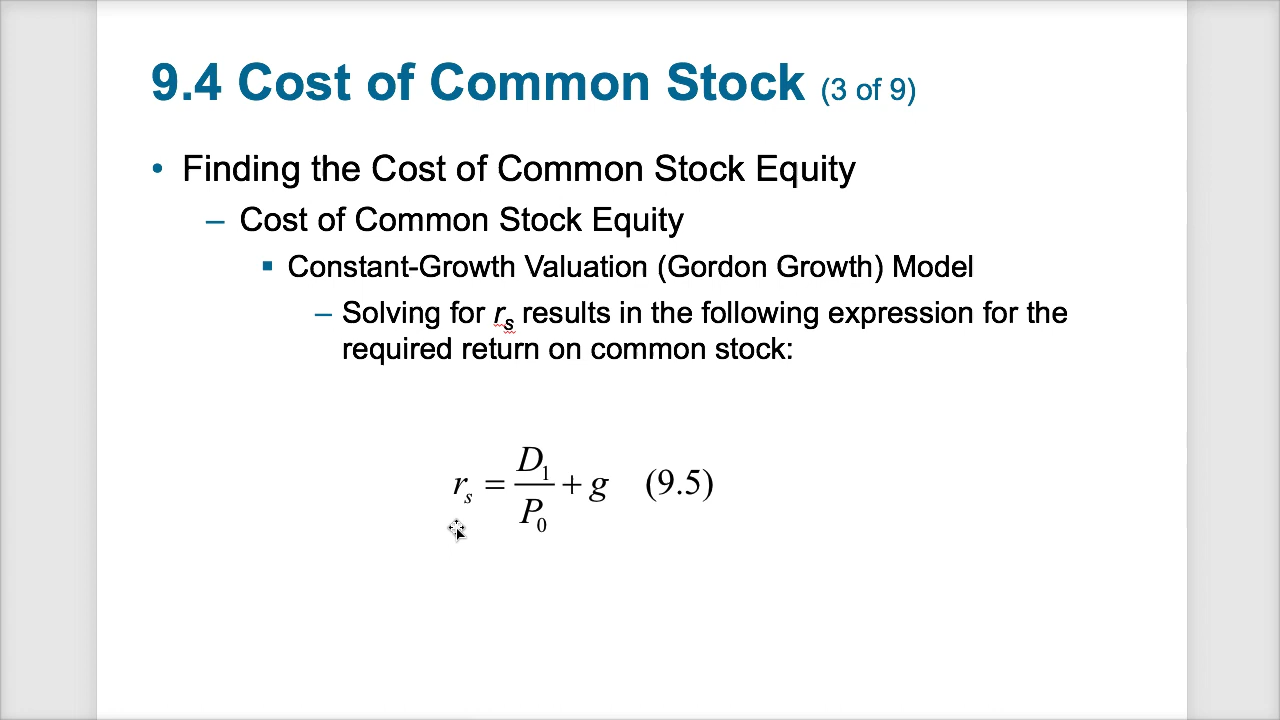 9.4 Cost of Common Stock (3 of 9)
• Finding the Cost of Common Stock Equity
– Cost of Common Stock Equity
▪ Constant-Growth Valuation (Gordon Growth) Model
– Solving for rₛ results in the following expression for the
required return on common stock:
rₛ = D₁/P₀ + g (9.5)